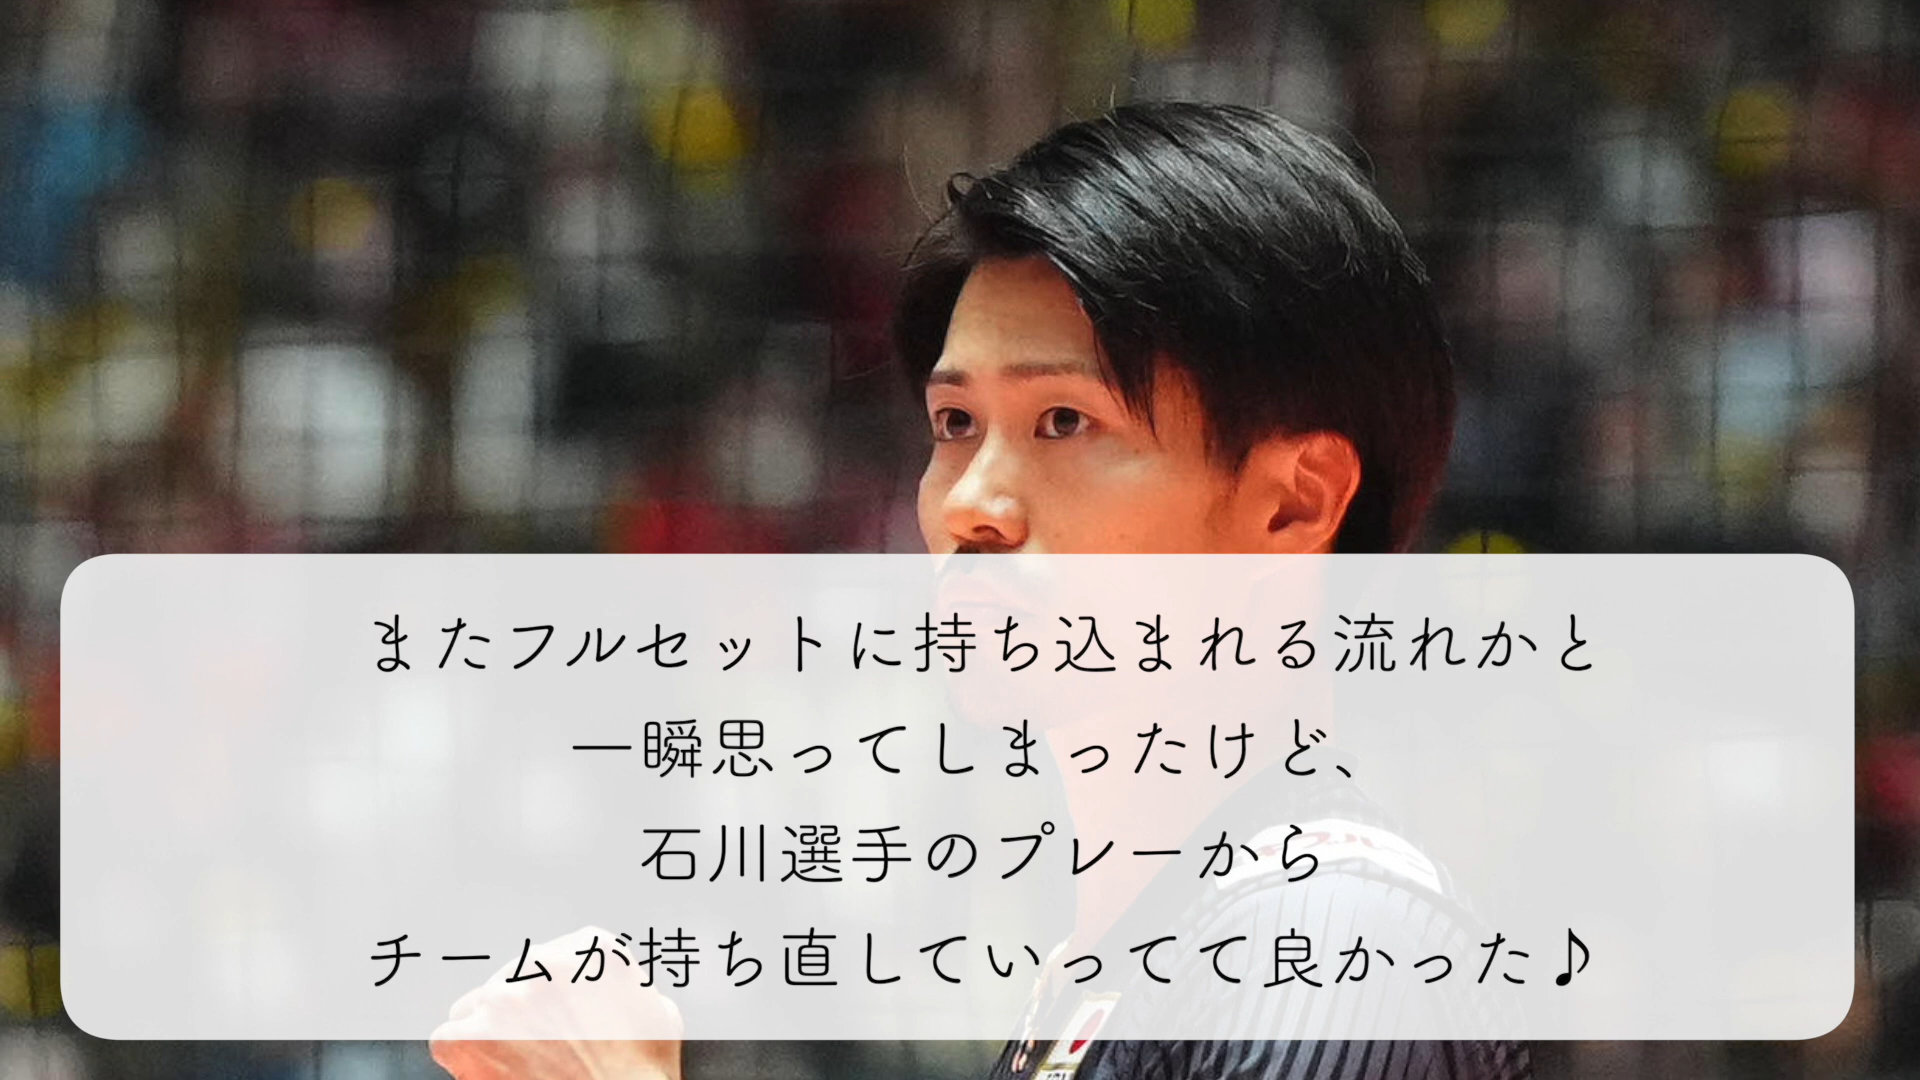 またフルセットに持ち込まれる流れかと
一瞬思ってしまったけど、
石川選手のプレーから
チームが持ち直していってて良かった♪